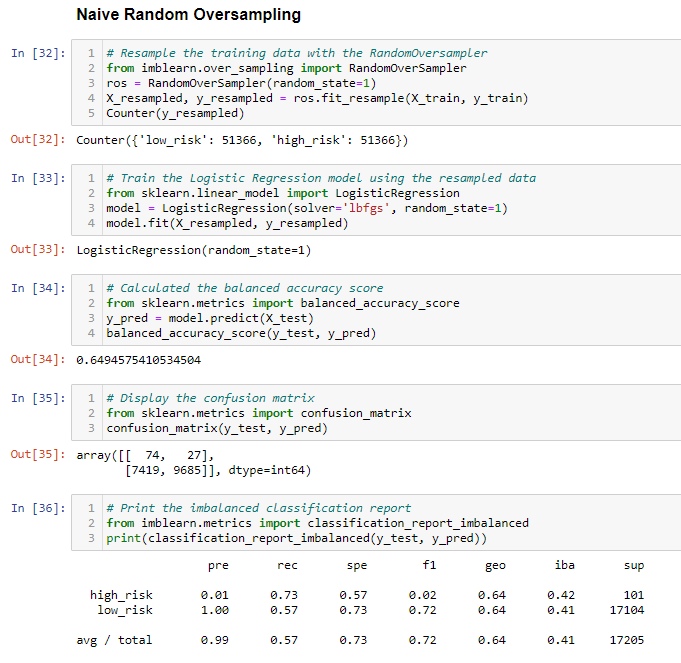 Naive Random Oversampling
In [32]:
1 # Resample the training data with the RandomOversampler
2 from imblearn.over_sampling import RandomOverSampler
3 ros = RandomOverSampler(random_state=1)
4 X_resampled, y_resampled = ros.fit_resample(X_train, y_train)
5 Counter(y_resampled)
Out[32]: Counter({'low_risk': 51366, 'high_risk': 51366})
In [33]:
1 # Train the Logistic Regression model using the resampled data
2 from sklearn.linear_model import LogisticRegression
3 model = LogisticRegression(solver='lbfgs', random_state=1)
4 model.fit(X_resampled, y_resampled)
Out[33]: LogisticRegression(random_state=1)
In [34]:
1 # Calculated the balanced accuracy score
2 from sklearn.metrics import balanced_accuracy_score
3 y_pred = model.predict(X_test)
4 balanced_accuracy_score(y_test, y_pred)
Out[34]: 0.6494575410534504
In [35]:
1 # Display the confusion matrix
2 from sklearn.metrics import confusion_matrix
3 confusion_matrix(y_test, y_pred)
Out[35]: array([[  74,   27],
       [7419, 9685]], dtype=int64)
In [36]:
1 # Print the imbalanced classification report
2 from imblearn.metrics import classification_report_imbalanced
3 print(classification_report_imbalanced(y_test, y_pred))
pre rec spe f1 geo iba sup
high_risk 0.01 0.73 0.57 0.02 0.64 0.42 101
low_risk 1.00 0.57 0.73 0.72 0.64 0.41 17104
avg / total 0.99 0.57 0.73 0.72 0.64 0.41 17205